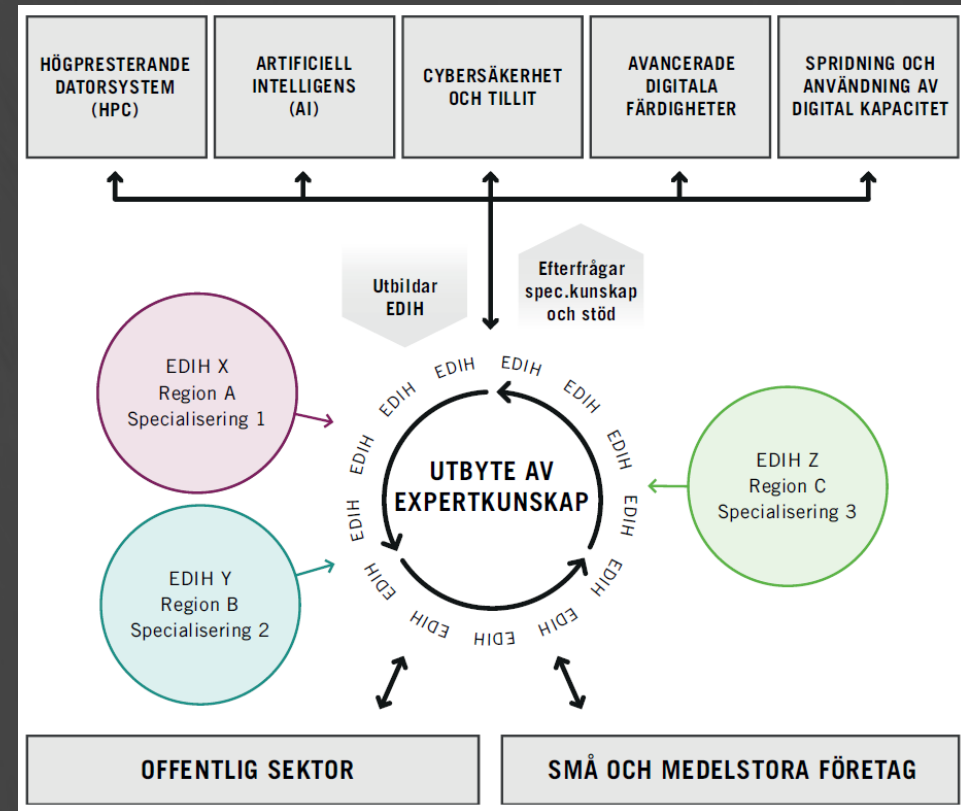 HÖGPRESTERANDE
DATORSYSTEM
(HPC)
ARTIFICIELL
INTELLIGENS
(AI)
CYBERSÄKERHET
OCH TILLIT
AVANCERADE
DIGITALA
FÄRDIGHETER
SPRIDNING OCH
ANVÄNDNING AV
DIGITAL KAPACITET
Utbildar
EDIH
Efterfrågar
spec.kunskap
och stöd
EDIH X
Region A
Specialisering 1
EDIH Y
Region B
Specialisering 2
EDIH
EDIH
EDIH
EDIH
EDIH
EDIH
EDIH
EDIH
EDIH
EDIH
EDIH
EDIH
EDIH
EDIH
UTBYTE AV
EXPERTKUNSKAP
EDIH Z
Region C
Specialisering 3
OFFENTLIG SEKTOR
SMÅ OCH MEDELSTORA FÖRETAG